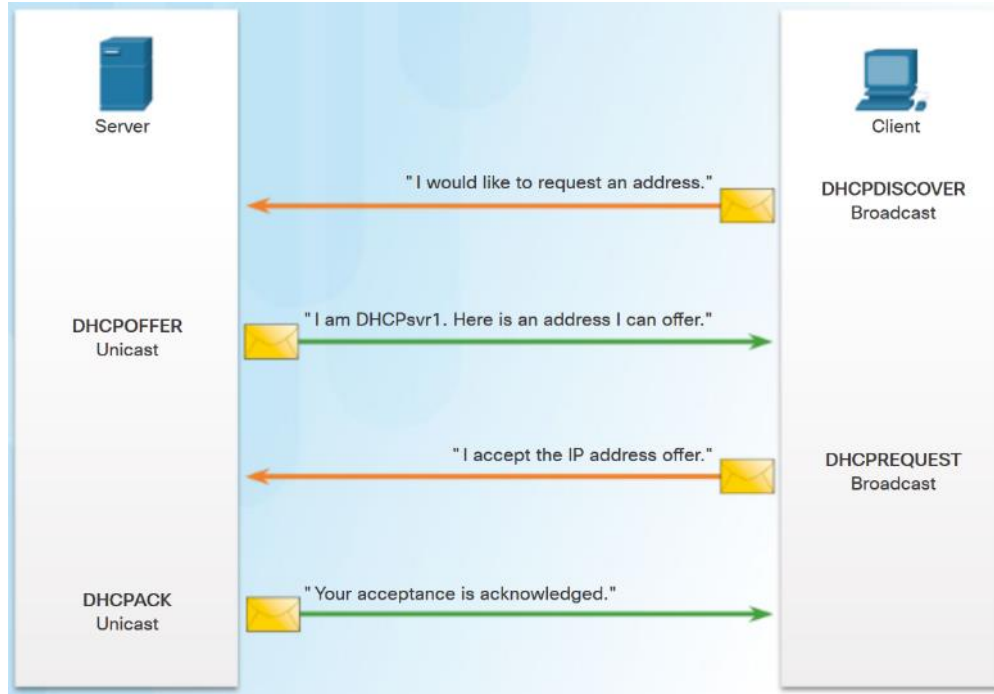 Server
Client
"I would like to request an address."
DHCPDISCOVER
Broadcast
DHCPOFFER
Unicast
"I am DHCPsvr1. Here is an address I can offer."
"I accept the IP address offer."
DHCPREQUEST
Broadcast
DHCPACK
Unicast
"Your acceptance is acknowledged."